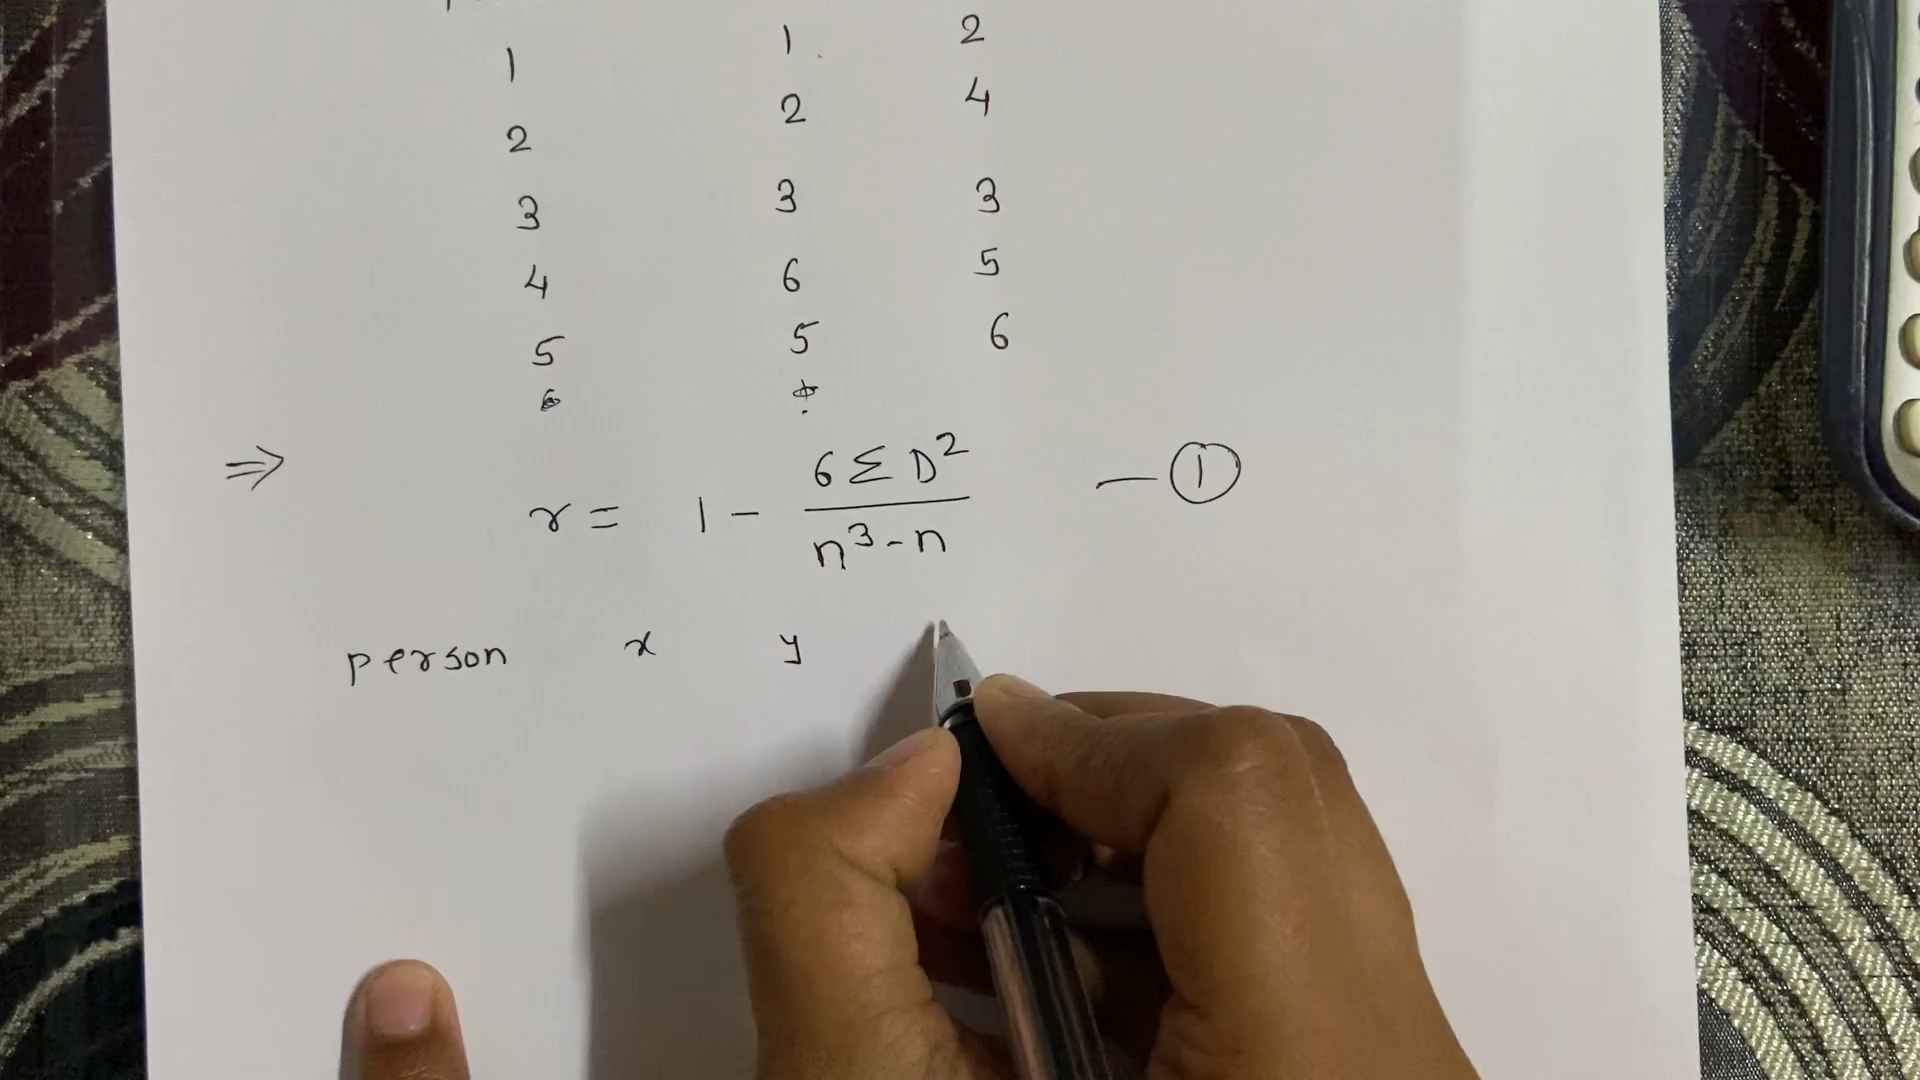 1 1 2
2 2 4
3 3 3
4 6 5
5 5 6
6
⇒ r = 1 - 6 Σ D² / n³ - n — ①
person x y